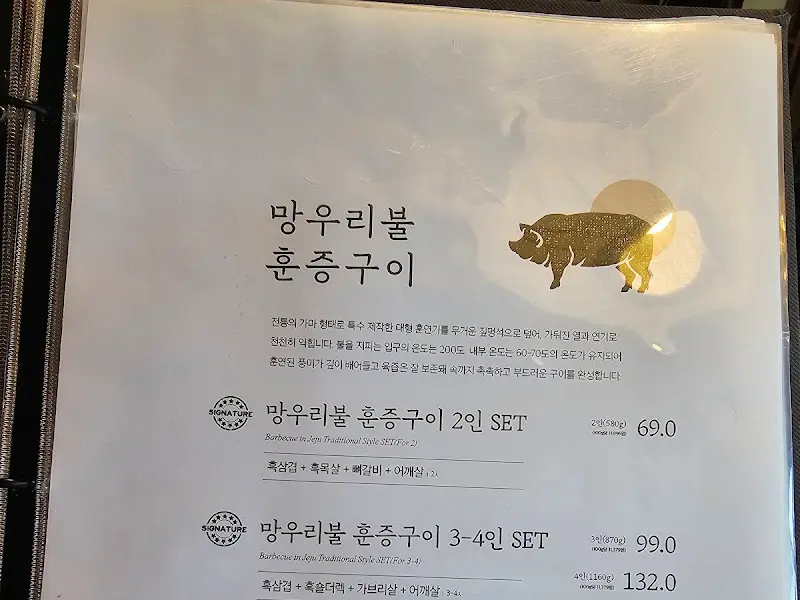 망우리불
훈증구이
전통의 가마 형태로 특수 제작한 대형 훈연기를 무거운 짚멍석으로 덮어, 가둬진 열과 연기로
천천히 익힙니다. 불을 지피는 입구의 온도는 200도, 내부 온도는 60-70도의 온도가 유지되어
훈연된 풍미가 깊이 배어들고 육즙은 잘 보존돼 속까지 촉촉하고 부드러운 구이를 완성합니다.
SIGNATURE
망우리불 훈증구이 2인 SET
2인(580g)
69.0
Barbecue in Jeju Traditional Style SET(For 2)
흑삼겹 + 흑목살 + 뼈갈비 + 어깨살 : 2人
SIGNATURE
망우리불 훈증구이 3-4인 SET
3인(870g)
99.0
Barbecue in Jeju Traditional Style SET(For 3-4)
4인(1160g)
132.0
흑삼겹 + 흑숄더렉 + 가브리살 + 어깨살 : 3-4人